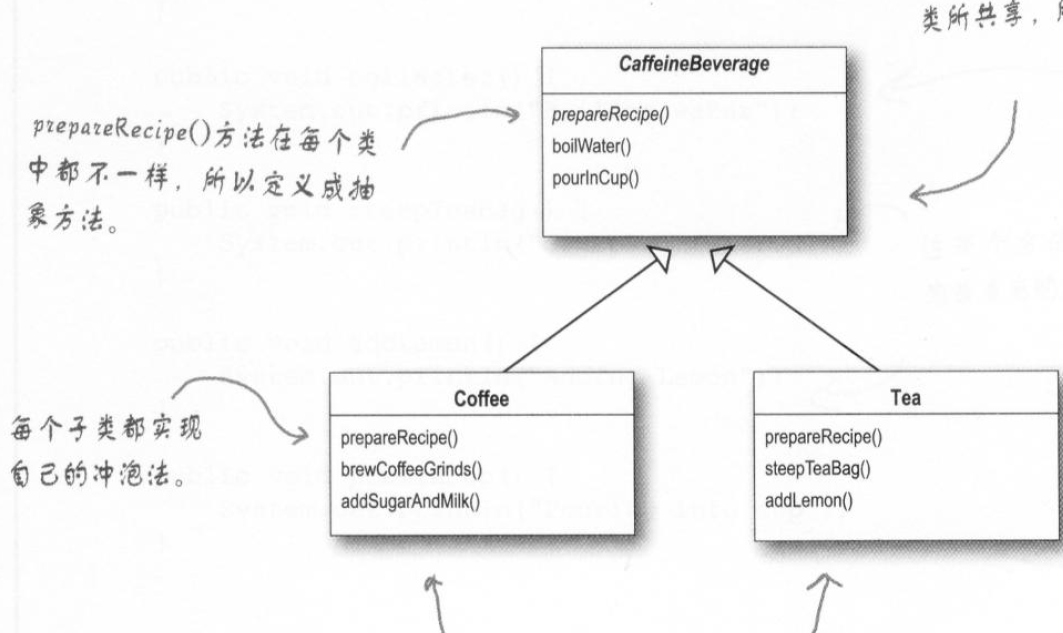 类所共享，
CaffeineBeverage
prepareRecipe()
boilWater()
pourInCup()
prepareRecipe()方法在每个类
中都不一样，所以定义成抽
象方法。
每个子类都实现
自己的冲泡法。
Coffee
prepareRecipe()
brewCoffeeGrinds()
addSugarAndMilk()
Tea
prepareRecipe()
steepTeaBag()
addLemon()